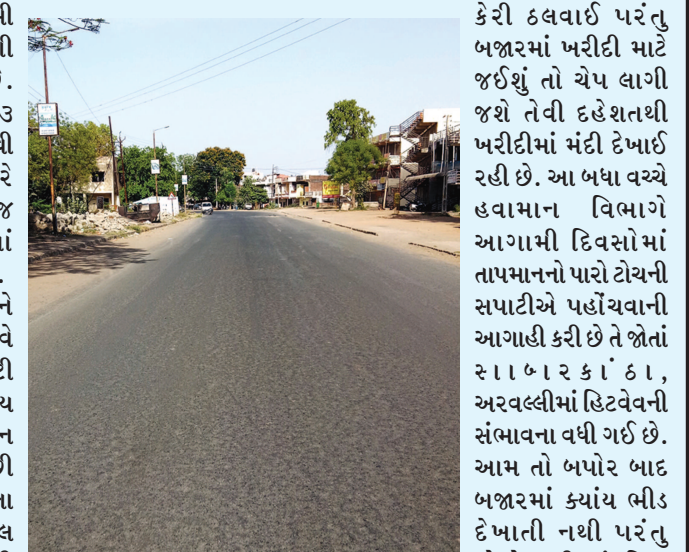 કેરી ઠલવાઈ પરંતુ
બજારમાં ખરીદી માટે
જઈશું તો ચેપ લાગી
જશે તેવી દહેશતથી
ખરીદીમાં મંદી દેખાઈ
રહી છે. આ બધા વચ્ચે
હવામાન વિભાગે
આગામી દિવસોમાં
તાપમાનનો પારો ટોચની
સપાટીએ પહોંચવાની
આગાહી કરી છે તે જોતાં
સાાબારકાંઠા,
અરવલ્લીમાં હિટવેવની
સંભાવના વધી ગઈ છે.
આમ તો બપોર બાદ
બજારમાં ક્યાંય ભીડ
દેખાતી નથી પરંતુ